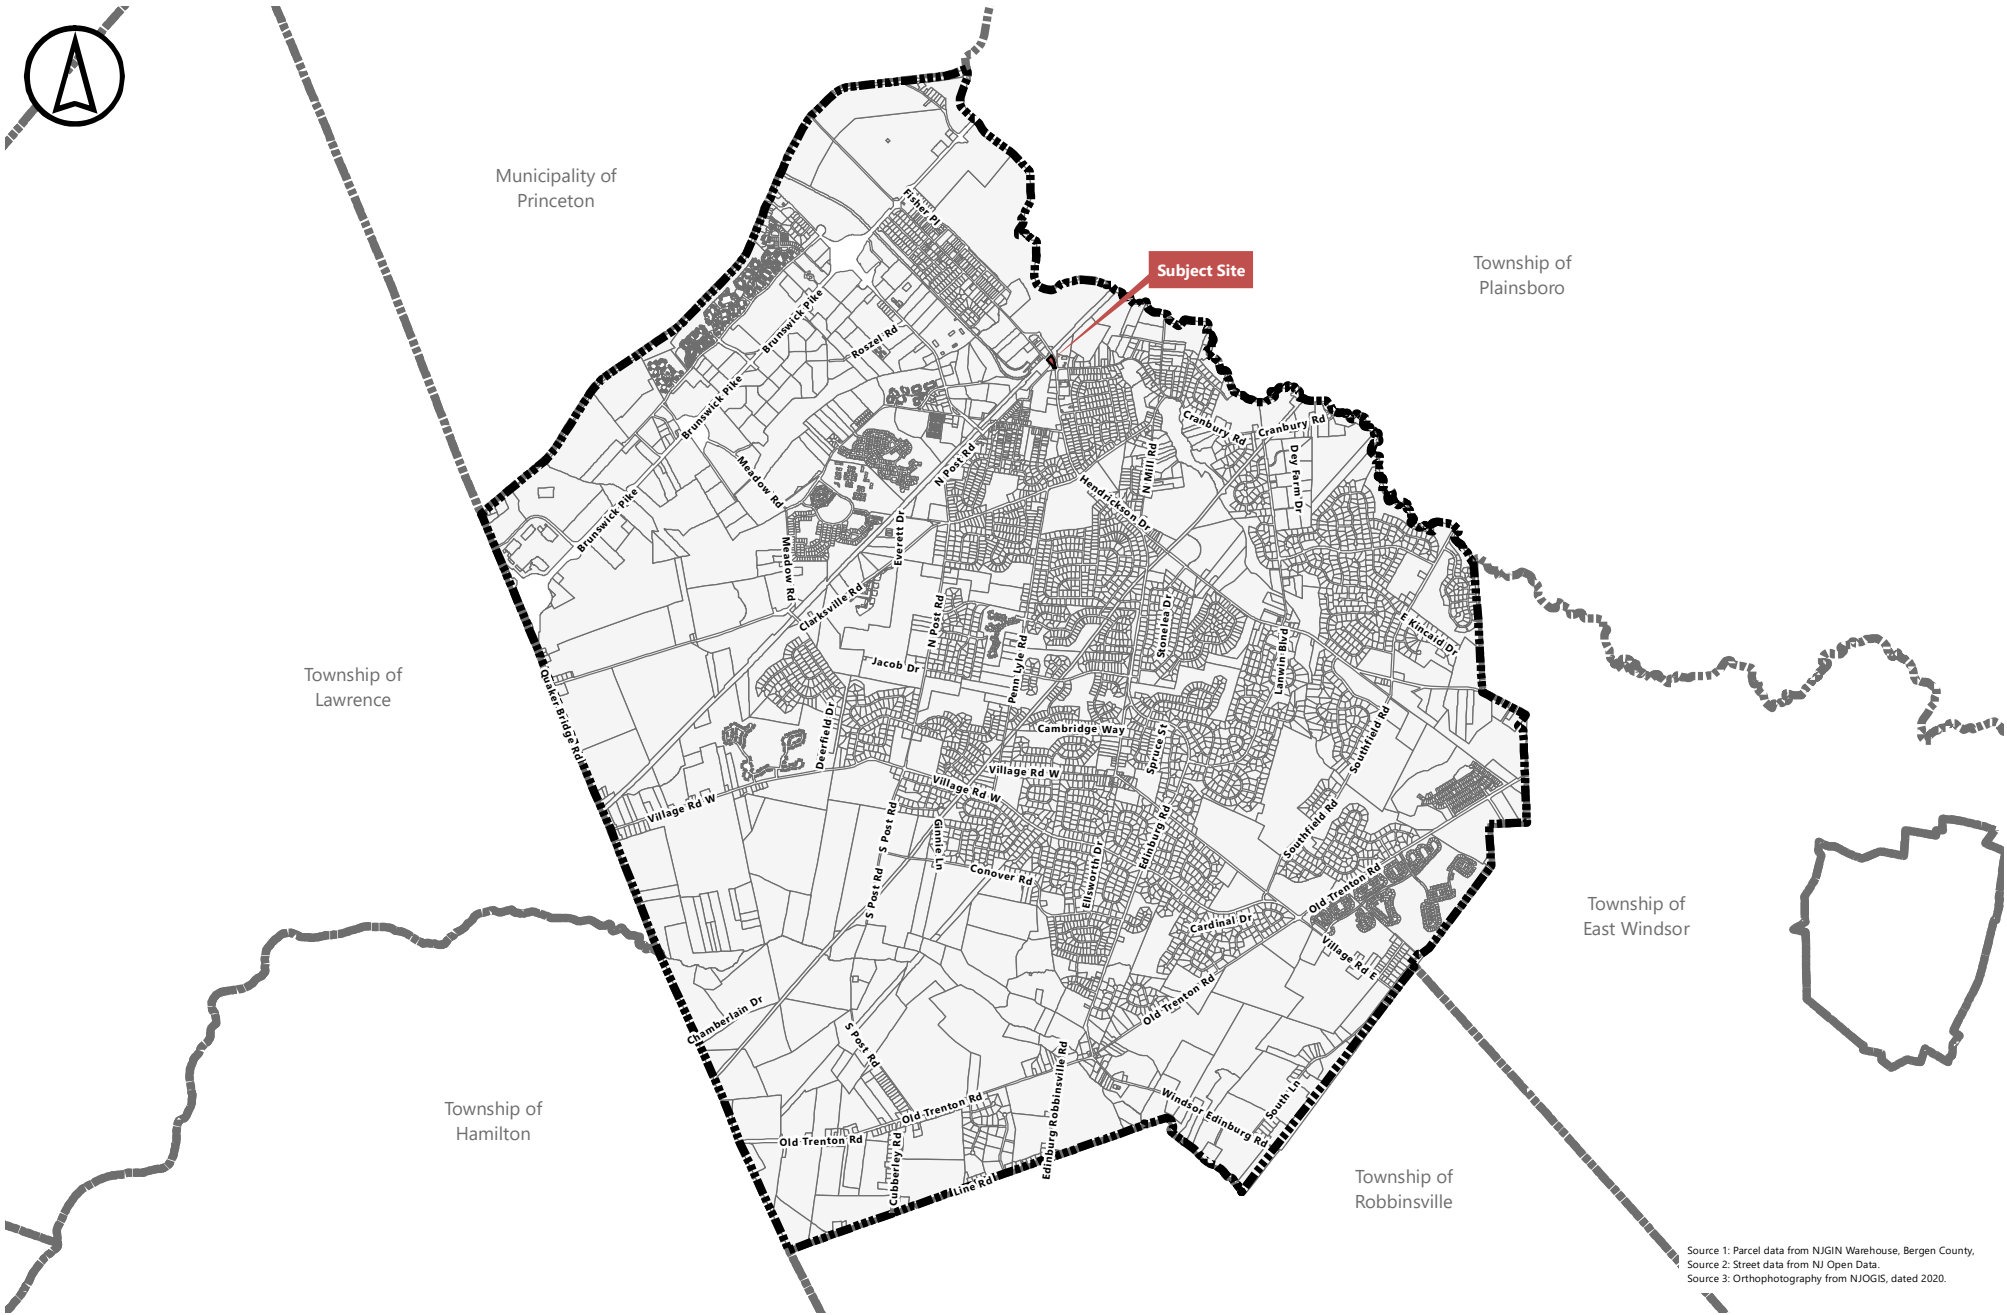 Municipality of
Princeton
Fisher Pl
Subject Site
Township of
Plainsboro
Brunswick Pike
Roszel Rd
Brunswick Pike
Cranbury Rd
Cranbury Rd
N Post Rd
N Mill Rd
Dey Farm Dr
Meadow Rd
Hendrickson Dr
Brunswick Pike
Everett Dr
Meadow Rd
Clarksville Rd
N Post Rd
Stonelea Dr
E Kincaid Dr
Jacob Dr
Penn Lyle Rd
Lanwin Blvd
Township of
Lawrence
Quaker Bridge Rd
Deerfield Dr
Cambridge Way
Spruce St
Southfield Rd
Village Rd W
Village Rd W
Village Rd W
S Post Rd
Ginnie Ln
Edinburg Rd
Southfield Rd
Conover Rd
Ellsworth Dr
S Post Rd
Old Trenton Rd
Cardinal Dr
Township of
East Windsor
Village Rd E
Old Trenton Rd
Chamberlain Dr
S Post Rd
Township of
Hamilton
Old Trenton Rd
Edinburg Robbinsville Rd
South Ln
Windsor Edinburg Rd
Old Trenton Rd
Cubberley Rd
Line Rd
Township of
Robbinsville
Source 1: Parcel data from NJGIN Warehouse, Bergen County,
Source 2: Street data from NJ Open Data.
Source 3: Orthophotography from NJOGIS, dated 2020.